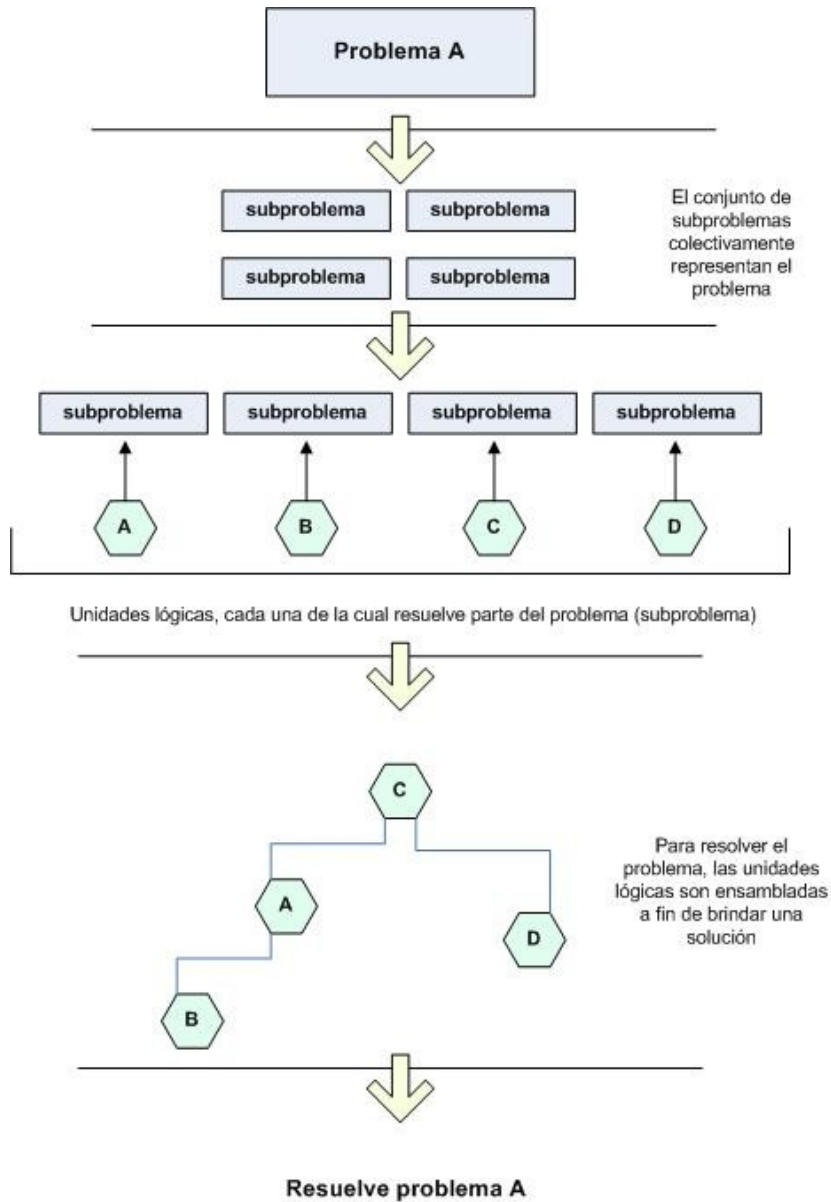 Problema A
subproblema subproblema
El conjunto de
subproblemas
colectivamente
representan el
problema
subproblema subproblema
subproblema subproblema subproblema subproblema
A B C D
Unidades lógicas, cada una de la cual resuelve parte del problema (subproblema)
C
Para resolver el
problema, las unidades
lógicas son ensambladas
a fin de brindar una
solución
A
D
B
Resuelve problema A